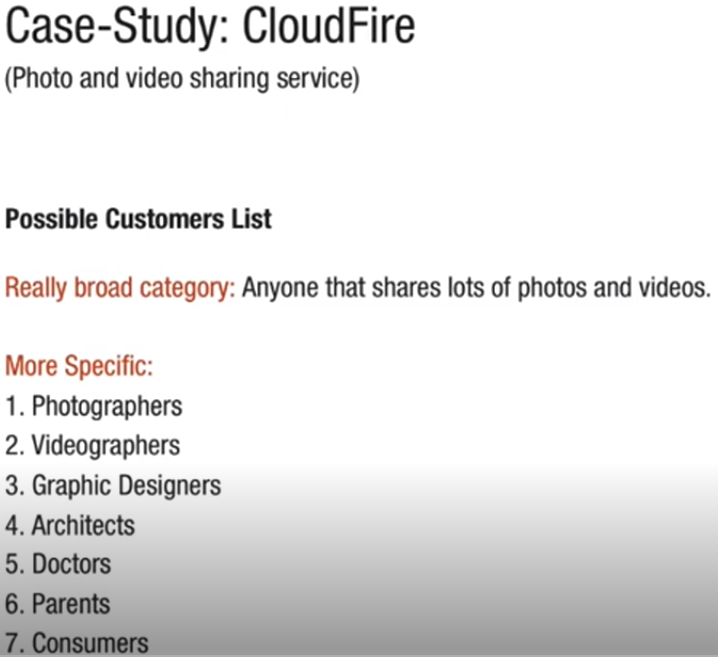 Case-Study: CloudFire
(Photo and video sharing service)
Possible Customers List
Really broad category: Anyone that shares lots of photos and videos.
More Specific:
1. Photographers
2. Videographers
3. Graphic Designers
4. Architects
5. Doctors
6. Parents
7. Consumers